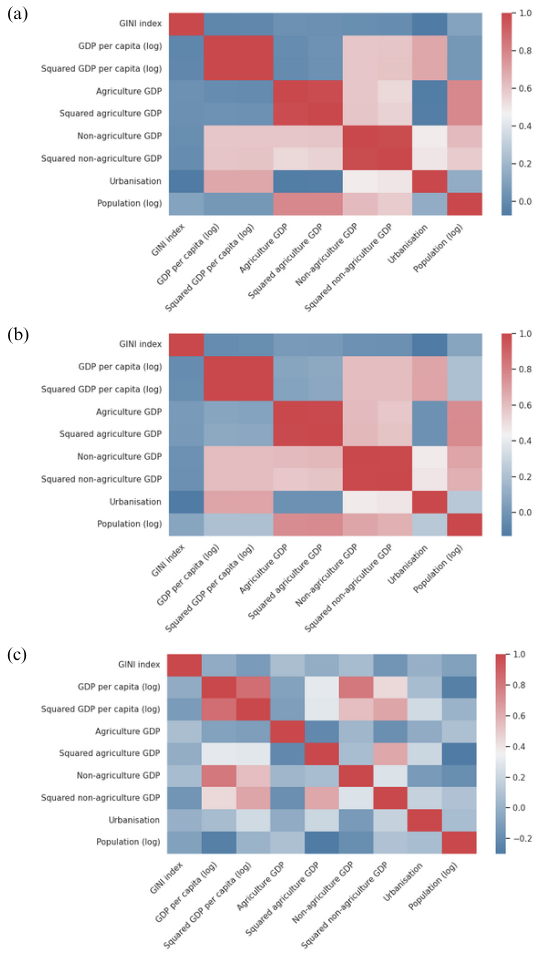 (a)
GINI index
GDP per capita (log)
Squared GDP per capita (log)
Agriculture GDP
Squared agriculture GDP
Non-agriculture GDP
Squared non-agriculture GDP
Urbanisation
Population (log)
GINI index
GDP per capita (log)
Squared GDP per capita (log)
Agriculture GDP
Squared agriculture GDP
Non-agriculture GDP
Squared non-agriculture GDP
Urbanisation
Population (log)
1.0
0.8
0.6
0.4
0.2
0.0
(b)
GINI index
GDP per capita (log)
Squared GDP per capita (log)
Agriculture GDP
Squared agriculture GDP
Non-agriculture GDP
Squared non-agriculture GDP
Urbanisation
Population (log)
GINI index
GDP per capita (log)
Squared GDP per capita (log)
Agriculture GDP
Squared agriculture GDP
Non-agriculture GDP
Squared non-agriculture GDP
Urbanisation
Population (log)
1.0
0.8
0.6
0.4
0.2
0.0
(c)
GINI index
GDP per capita (log)
Squared GDP per capita (log)
Agriculture GDP
Squared agriculture GDP
Non-agriculture GDP
Squared non-agriculture GDP
Urbanisation
Population (log)
GINI index
GDP per capita (log)
Squared GDP per capita (log)
Agriculture GDP
Squared agriculture GDP
Non-agriculture GDP
Squared non-agriculture GDP
Urbanisation
Population (log)
1.0
0.8
0.6
0.4
0.2
0.0
−0.2